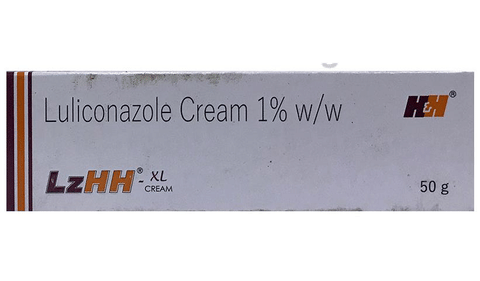 Luliconazole Cream 1% w/w
H&H®
LzHH®- XL
CREAM
50 g